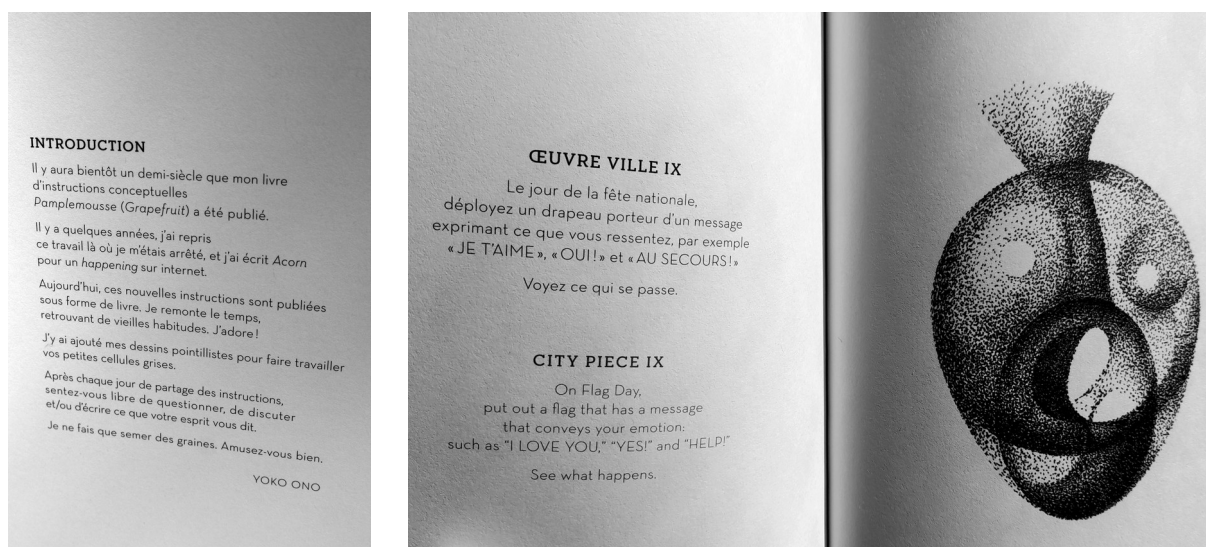 INTRODUCTION
Il y aura bientôt un demi-siècle que mon livre
d'instructions conceptuelles
Pamplemousse (Grapefruit) a été publié.
Il y a quelques années, j'ai repris
ce travail là où je m'étais arrêté, et j'ai écrit Acorn
pour un happening sur internet.
Aujourd'hui, ces nouvelles instructions sont publiées
sous forme de livre. Je remonte le temps,
retrouvant de vieilles habitudes. J'adore !
J'y ai ajouté mes dessins pointillistes pour faire travailler
vos petites cellules grises.
Après chaque jour de partage des instructions,
sentez-vous libre de questionner, de discuter
et/ou d'écrire ce que votre esprit vous dit.
Je ne fais que semer des graines. Amusez-vous bien.
YOKO ONO
ŒUVRE VILLE IX
Le jour de la fête nationale,
déployez un drapeau porteur d'un message
exprimant ce que vous ressentez, par exemple
« JE T'AIME », « OUI ! » et « AU SECOURS ! »
Voyez ce qui se passe.
CITY PIECE IX
On Flag Day,
put out a flag that has a message
that conveys your emotion:
such as “I LOVE YOU,” “YES!” and “HELP!”
See what happens.